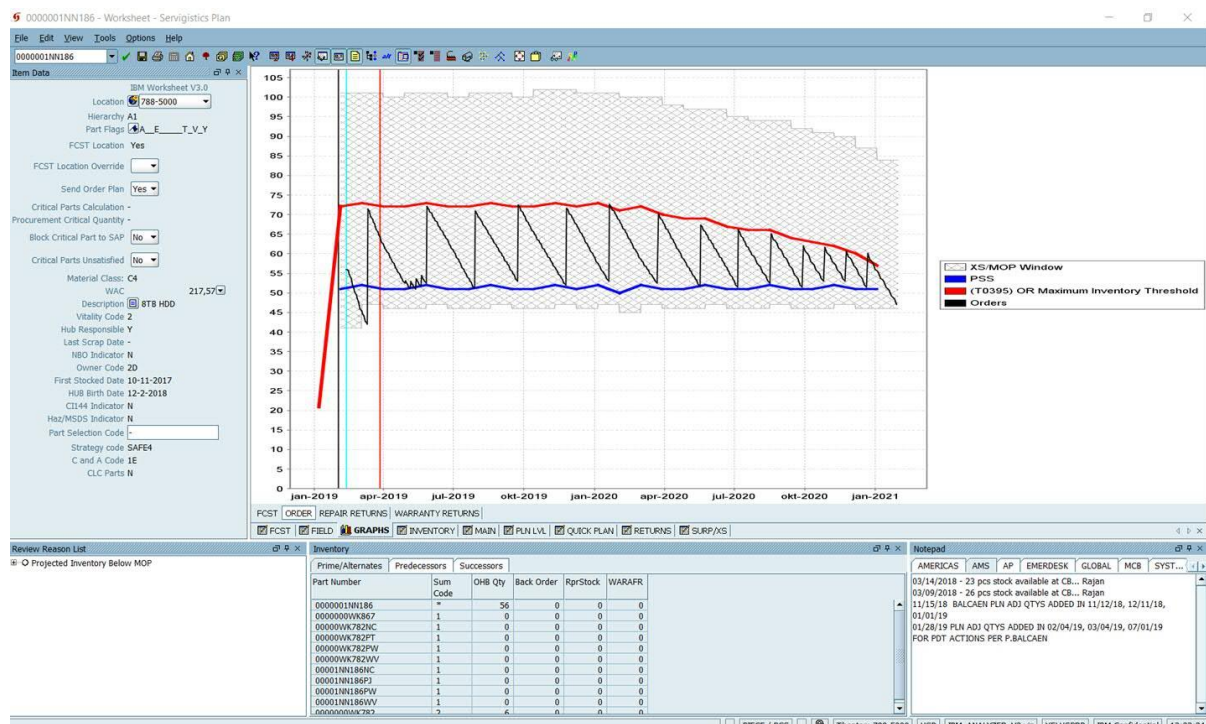 0000001NN186 - Worksheet - Servigistics Plan
File Edit View Tools Options Help
0000001NN186
Item Data
IBM Worksheet V3.0
Location 788-5000
Hierarchy A1
Part Flags A__E_____T_V_Y
FCST Location Yes
FCST Location Override
Send Order Plan Yes
Critical Parts Calculation -
Procurement Critical Quantity -
Block Critical Part to SAP No
Critical Parts Unsatisfied No
Material Class: C4
WAC 217,57
Description 8TB HDD
Vitality Code 2
Hub Responsible Y
Last Scrap Date -
NBO Indicator N
Owner Code 2D
First Stocked Date 10-11-2017
HUB Birth Date 12-2-2018
CI144 Indicator N
Haz/MSDS Indicator N
Part Selection Code -
Strategy code SAFE4
C and A Code 1E
CLC Parts N
105
100
95
90
85
80
75
70
65
60
55
50
45
40
35
30
25
20
15
10
5
0
jan-2019 apr-2019 jul-2019 okt-2019 jan-2020 apr-2020 jul-2020 okt-2020 jan-2021
XS/MOP Window
PSS
(T0395) OR Maximum Inventory Threshold
Orders
FCST ORDER REPAIR RETURNS WARRANTY RETURNS
FCST FIELD GRAPHS INVENTORY MAIN PLN LVL QUICK PLAN RETURNS SURP/XS
Review Reason List
Projected Inventory Below MOP
Inventory
Prime/Alternates Predecessors Successors
Part Number Sum Code OHB Qty Back Order RprStock WARAFR
0000001NN186 * 56 0 0 0
0000000WK867 1 0 0 0 0
00000WK782NC 1 0 0 0 0
00000WK782PT 1 0 0 0 0
00000WK782PW 1 0 0 0 0
00000WK782WV 1 0 0 0 0
00001NN186NC 1 0 0 0 0
00001NN186PJ 1 0 0 0 0
00001NN186PW 1 0 0 0 0
00001NN186WV 1 0 0 0 0
0000000WK782 2 6 0 0 0
Notepad
AMERICAS AMS AP EMERDESK GLOBAL MCB SYST...
03/14/2018 - 23 pcs stock available at CB... Rajan
03/09/2018 - 26 pcs stock available at CB... Rajan
11/15/18 BALCAEN PLN ADJ QTYS ADDED IN 11/12/18, 12/11/18,
01/01/19
01/28/19 PLN ADJ QTYS ADDED IN 02/04/19, 03/04/19, 07/01/19
FOR PDT ACTIONS PER P.BALCAEN